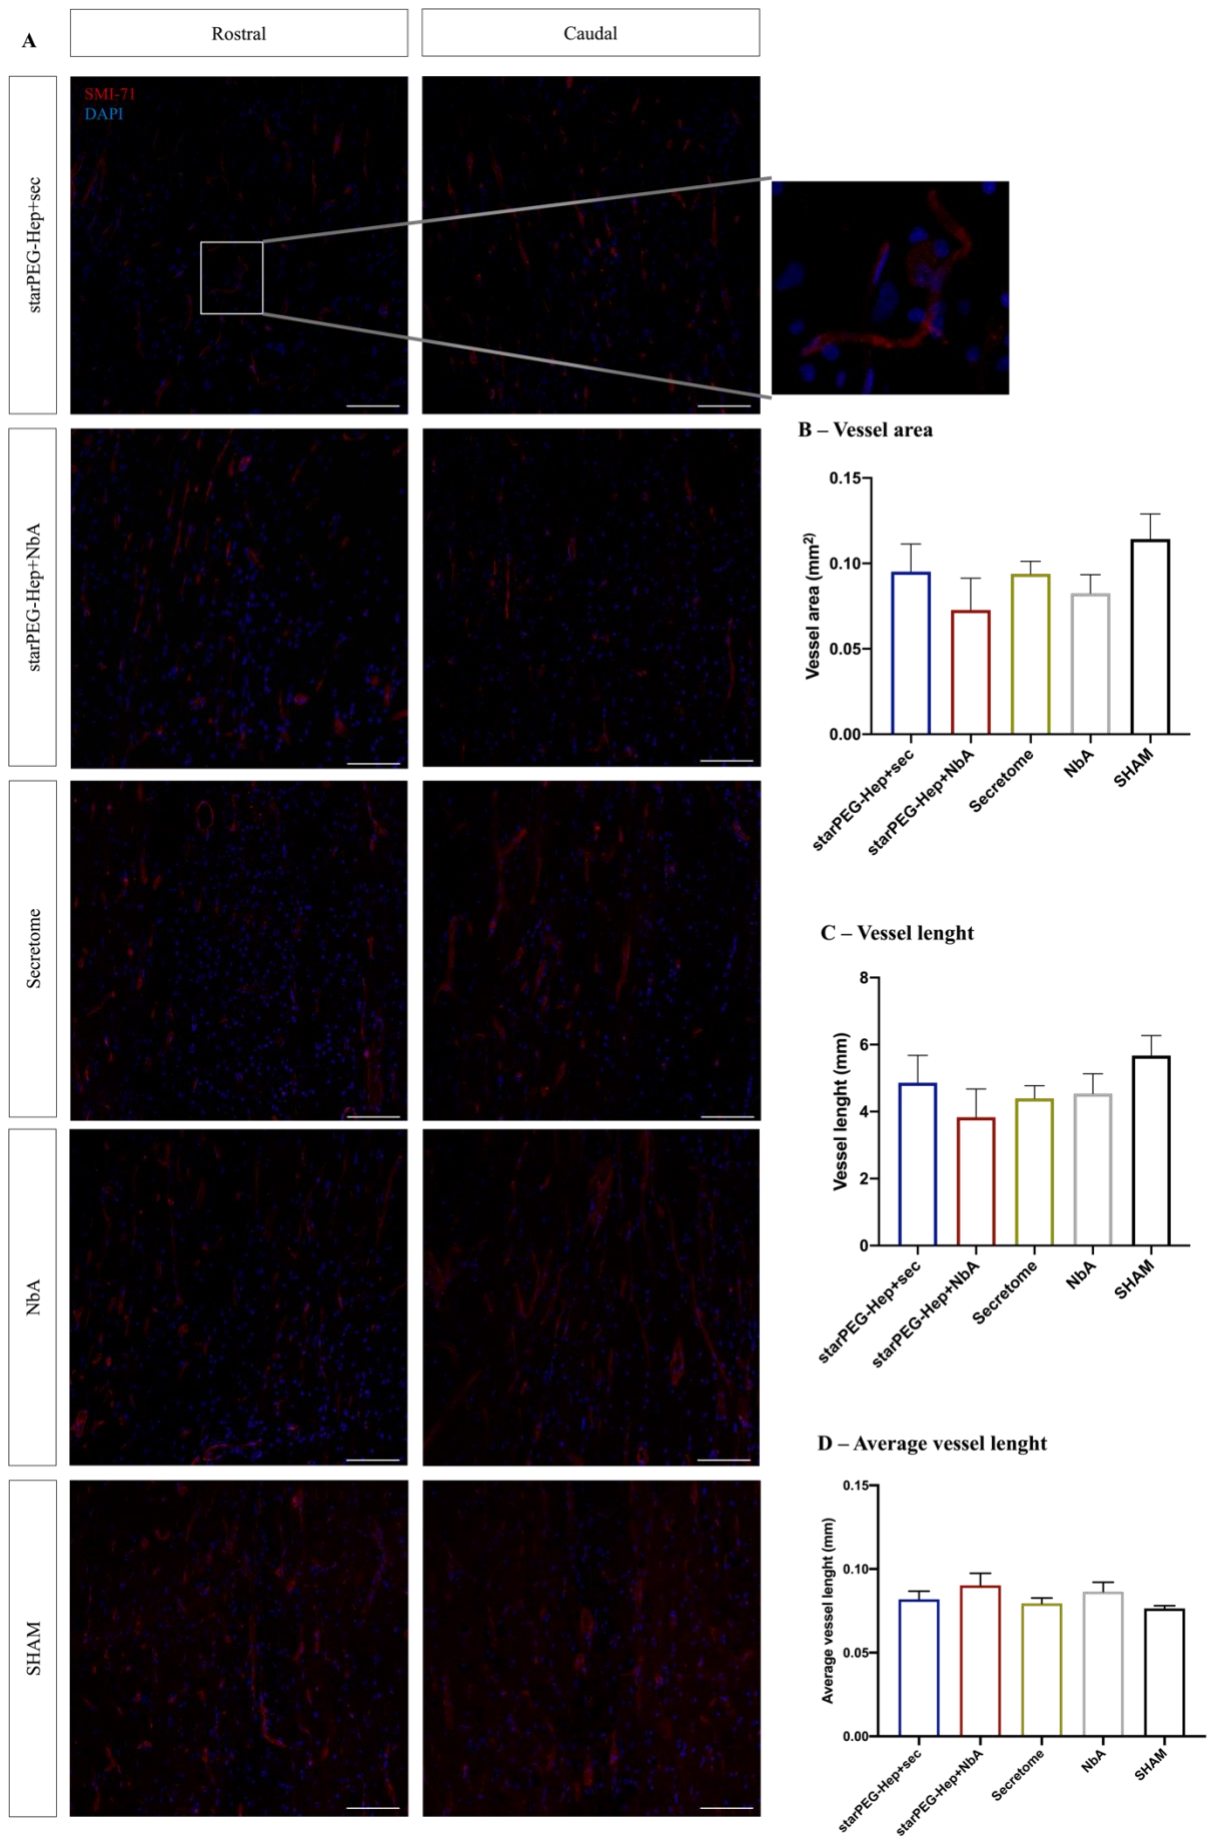 A
Rostral
Caudal
starPEG-Hep+sec
SMI-71
DAPI
starPEG-Hep+NbA
Secretome
NbA
SHAM
B – Vessel area
0.15
0.10
0.05
0.00
Vessel area (mm²)
starPEG-Hep+sec
starPEG-Hep+NbA
Secretome
NbA
SHAM
C – Vessel lenght
8
6
4
2
0
Vessel lenght (mm)
starPEG-Hep+sec
starPEG-Hep+NbA
Secretome
NbA
SHAM
D – Average vessel lenght
0.15
0.10
0.05
0.00
Average vessel lenght (mm)
starPEG-Hep+sec
starPEG-Hep+NbA
Secretome
NbA
SHAM